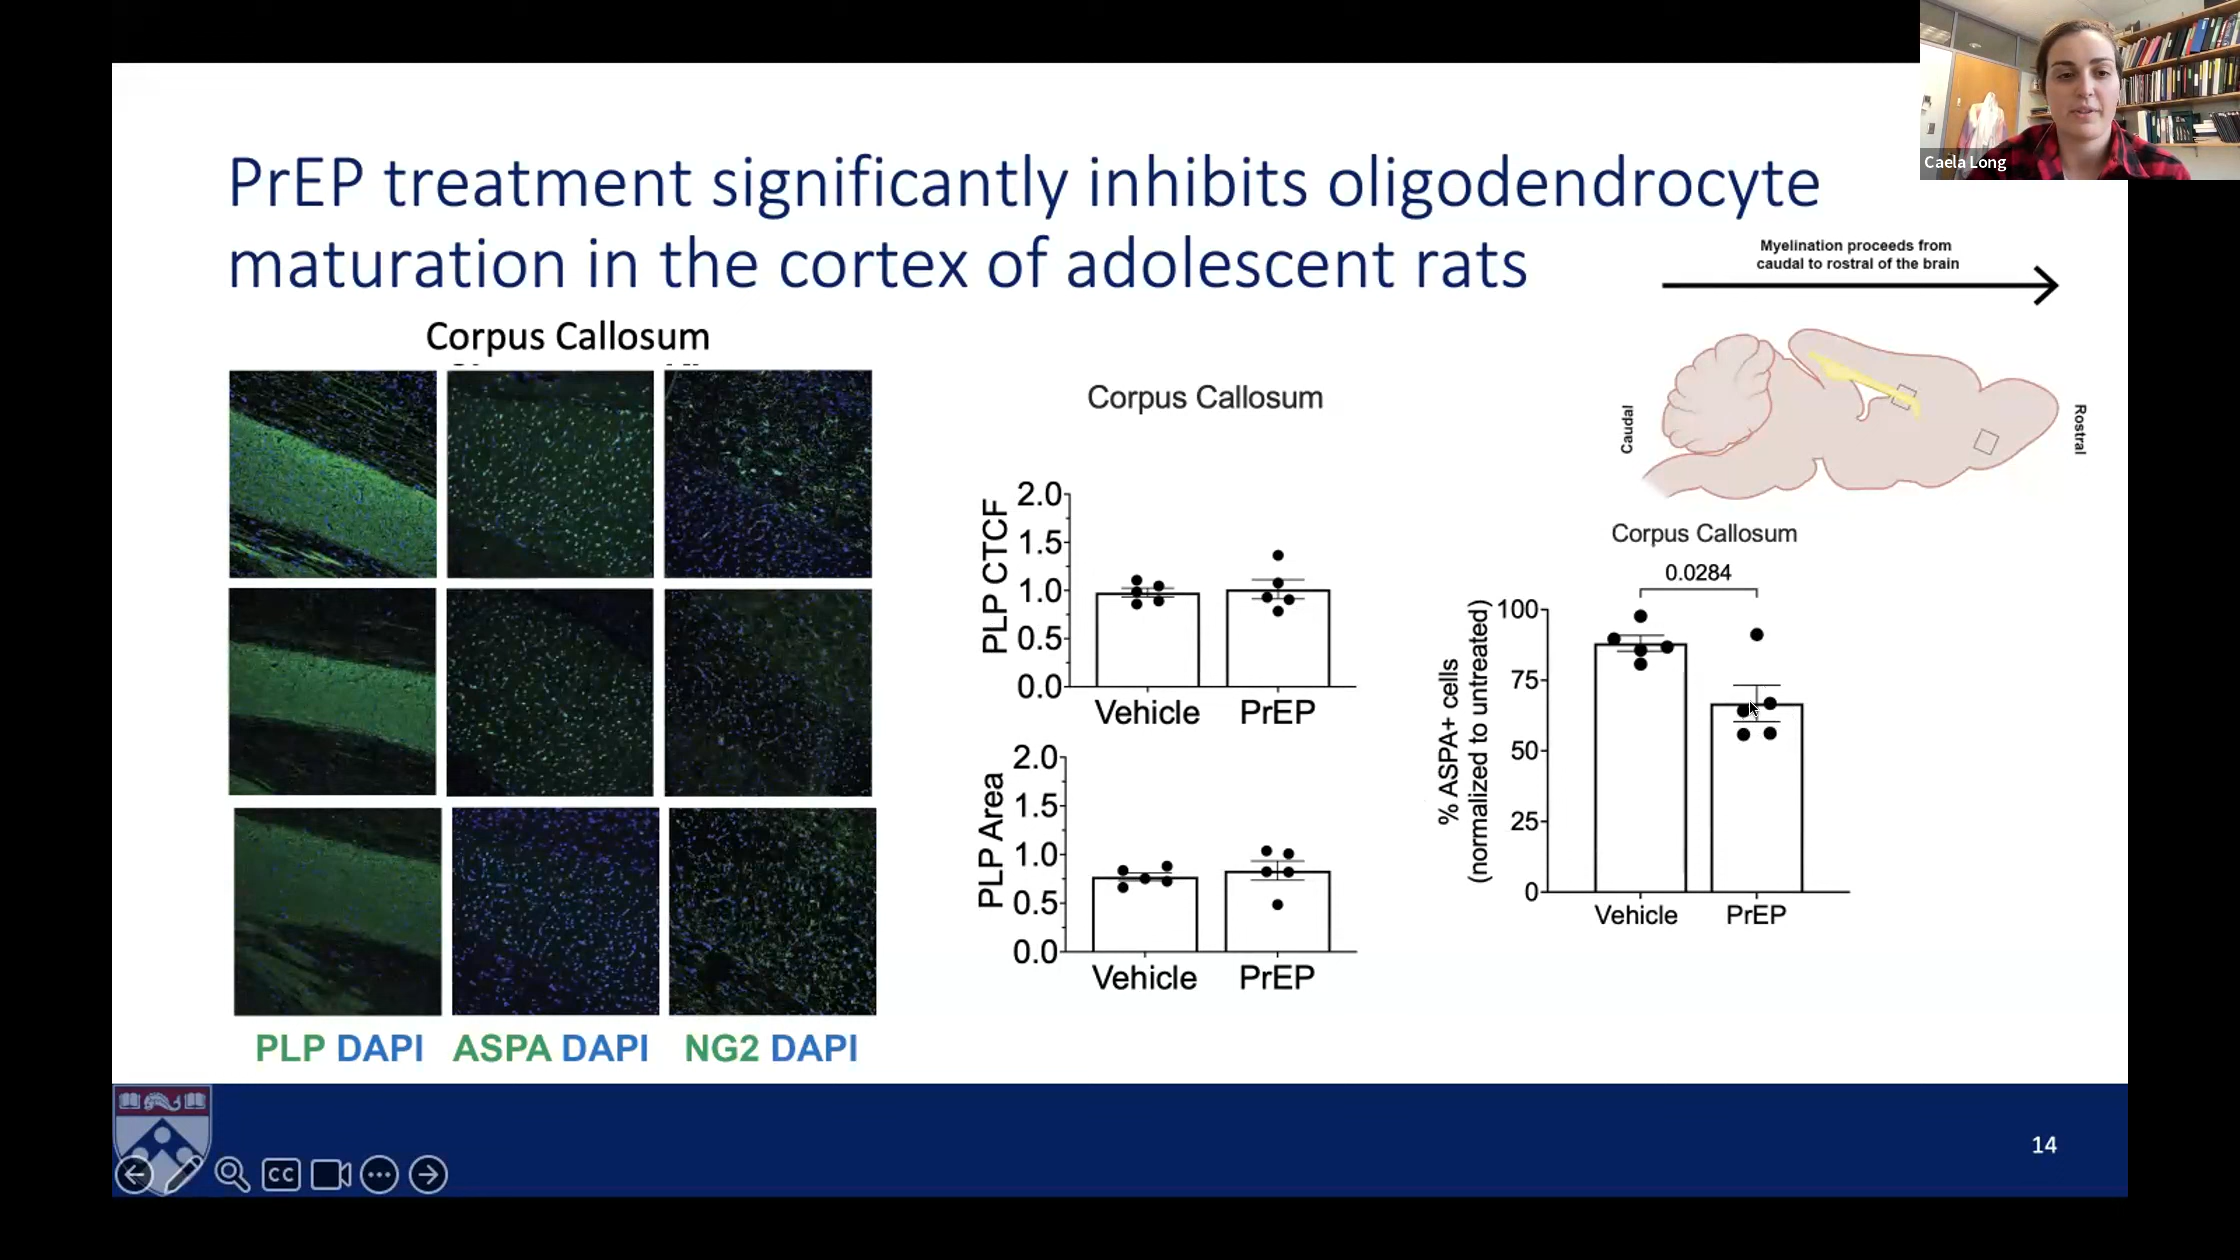 Caela Long
PrEP treatment significantly inhibits oligodendrocyte
maturation in the cortex of adolescent rats
Myelination proceeds from
caudal to rostral of the brain
Caudal
Rostral
Corpus Callosum
PLP DAPI
ASPA DAPI
NG2 DAPI
Corpus Callosum
PLP CTCF
2.0
1.5
1.0
0.5
0.0
Vehicle
PrEP
PLP Area
2.0
1.5
1.0
0.5
0.0
Vehicle
PrEP
Corpus Callosum
0.0284
% ASPA+ cells
(normalized to untreated)
100
75
50
25
0
Vehicle
PrEP
CC
14